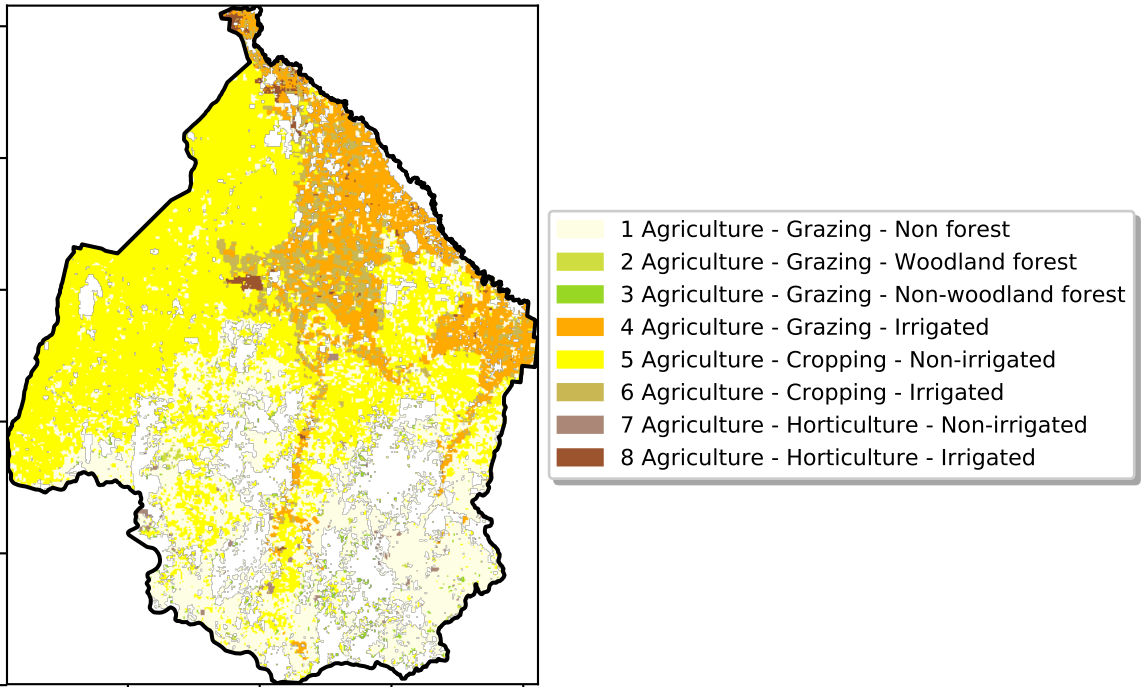 1 Agriculture - Grazing - Non forest
2 Agriculture - Grazing - Woodland forest
3 Agriculture - Grazing - Non-woodland forest
4 Agriculture - Grazing - Irrigated
5 Agriculture - Cropping - Non-irrigated
6 Agriculture - Cropping - Irrigated
7 Agriculture - Horticulture - Non-irrigated
8 Agriculture - Horticulture - Irrigated